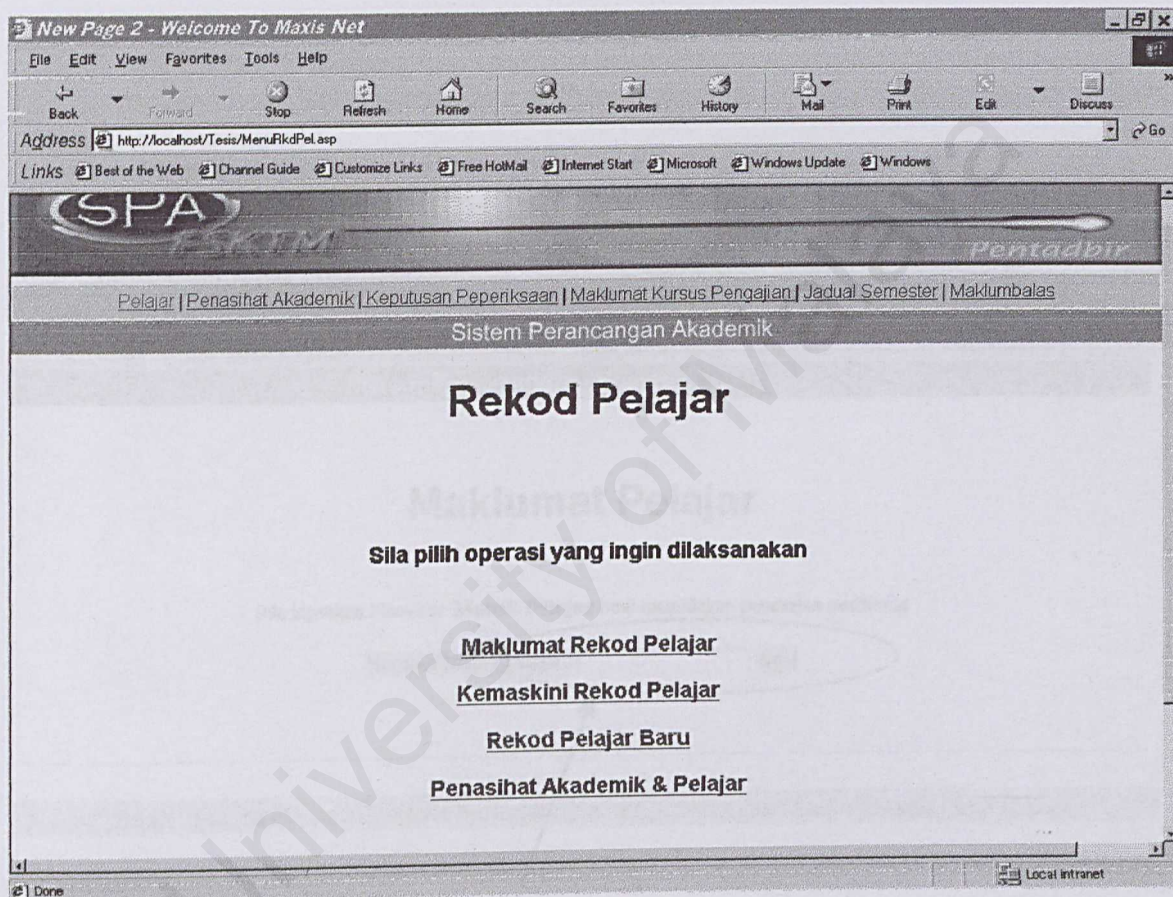 New Page 2 - Welcome To Maxis Net
File Edit View Favorites Tools Help
Back Forward Stop Refresh Home Search Favorites History Mail Print Edit Discuss
Address http://localhost/Tesis/MenuRkdPel.asp Go
Links Best of the Web Channel Guide Customize Links Free HotMail Internet Start Microsoft Windows Update Windows
SPA
FSKTM
Pentadbir
Pelajar | Penasihat Akademik | Keputusan Peperiksaan | Maklumat Kursus Pengajian | Jadual Semester | Maklumbalas
Sistem Perancangan Akademik
Rekod Pelajar
Maklumat Pelajar
Sila pilih operasi yang ingin dilaksanakan
Maklumat Rekod Pelajar
Kemaskini Rekod Pelajar
Rekod Pelajar Baru
Penasihat Akademik & Pelajar
Done Local intranet
University of Malaya